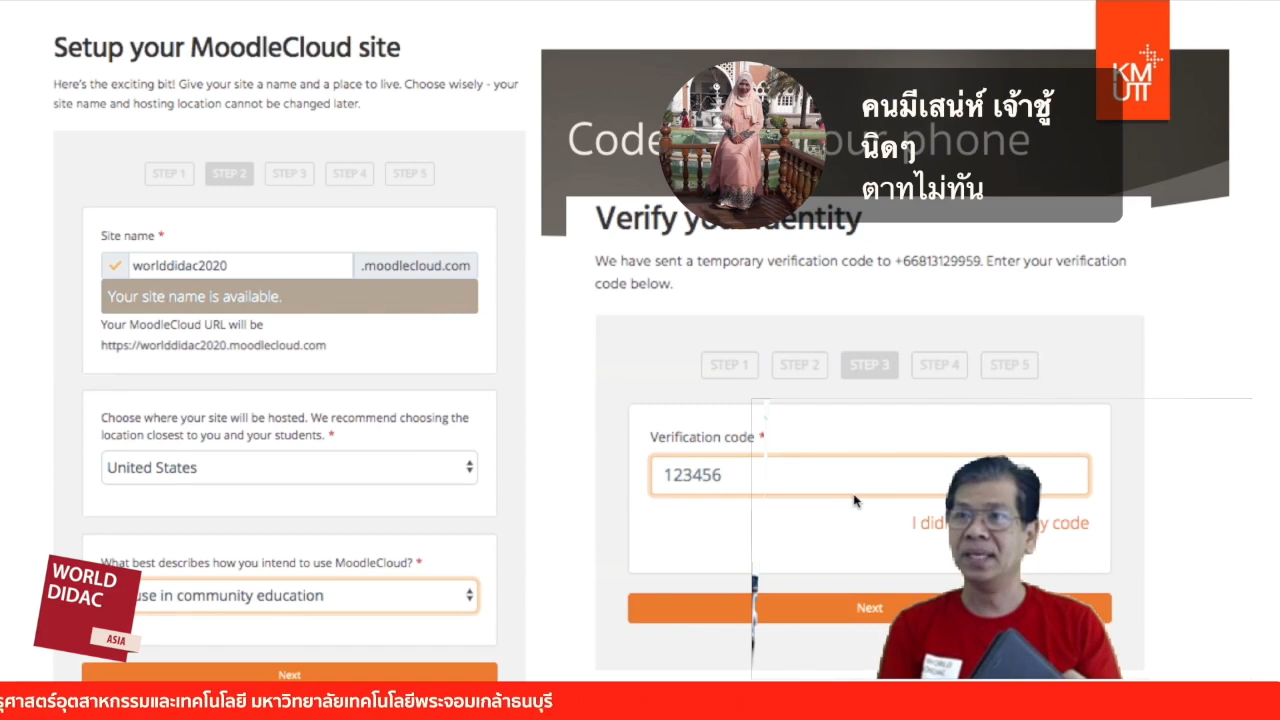 Setup your MoodleCloud site
Here's the exciting bit! Give your site a name and a place to live. Choose wisely - your
site name and hosting location cannot be changed later.
STEP 1 STEP 2 STEP 3 STEP 4 STEP 5
Site name *
worlddidac2020 .moodlecloud.com
Your site name is available.
Your MoodleCloud URL will be
https://worlddidac2020.moodlecloud.com
Choose where your site will be hosted. We recommend choosing the
location closest to you and your students. *
United States
What best describes how you intend to use MoodleCloud? *
use in community education
Next
WORLD
DIDAC
ASIA
KM
UTT
Code our phone
คนมีเสน่ห์ เจ้าชู้
นิดๆ
ตาทไม่ทัน
Verify your identity
We have sent a temporary verification code to +66813129959. Enter your verification
code below.
STEP 1 STEP 2 STEP 3 STEP 4 STEP 5
Verification code *
123456
I did y code
Next
WORLD
DIDAC
รุศาสตร์อุตสาหกรรมและเทคโนโลยี มหาวิทยาลัยเทคโนโลยีพระจอมเกล้าธนบุรี